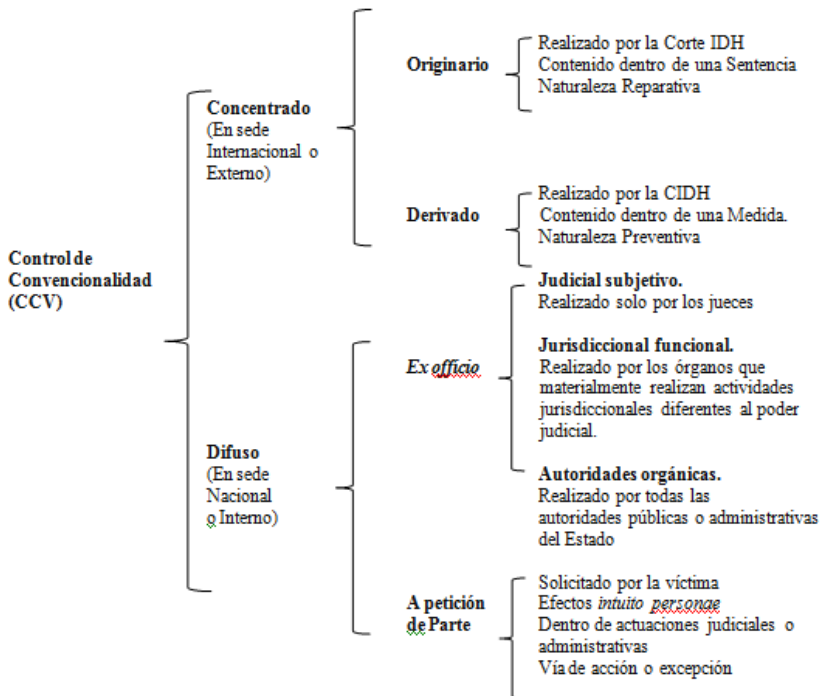 Control de
Convencionalidad
(CCV)
Concentrado
(En sede
Internacional o
Externo)
Originario
Realizado por la Corte IDH
Contenido dentro de una Sentencia
Naturaleza Reparativa
Derivado
Realizado por la CIDH
Contenido dentro de una Medida.
Naturaleza Preventiva
Difuso
(En sede
Nacional
o Interno)
Ex officio
Judicial subjetivo.
Realizado solo por los jueces
Jurisdiccional funcional.
Realizado por los órganos que
materialmente realizan actividades
jurisdiccionales diferentes al poder
judicial.
Autoridades orgánicas.
Realizado por todas las
autoridades públicas o administrativas
del Estado
A petición
de Parte
Solicitado por la víctima
Efectos intuito personae
Dentro de actuaciones judiciales o
administrativas
Vía de acción o excepción